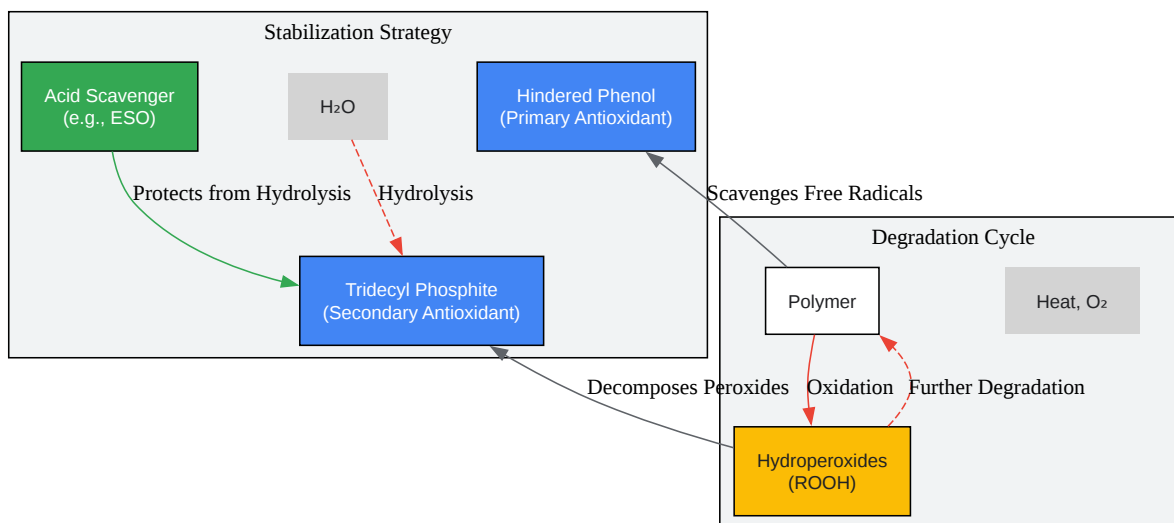 Stabilization Strategy
Acid Scavenger
(e.g., ESO)
H₂O
Hindered Phenol
(Primary Antioxidant)
Protects from Hydrolysis
Hydrolysis
Scavenges Free Radicals
Tridecyl Phosphite
(Secondary Antioxidant)
Degradation Cycle
Polymer
Heat, O₂
Decomposes Peroxides
Oxidation
Further Degradation
Hydroperoxides
(ROOH)